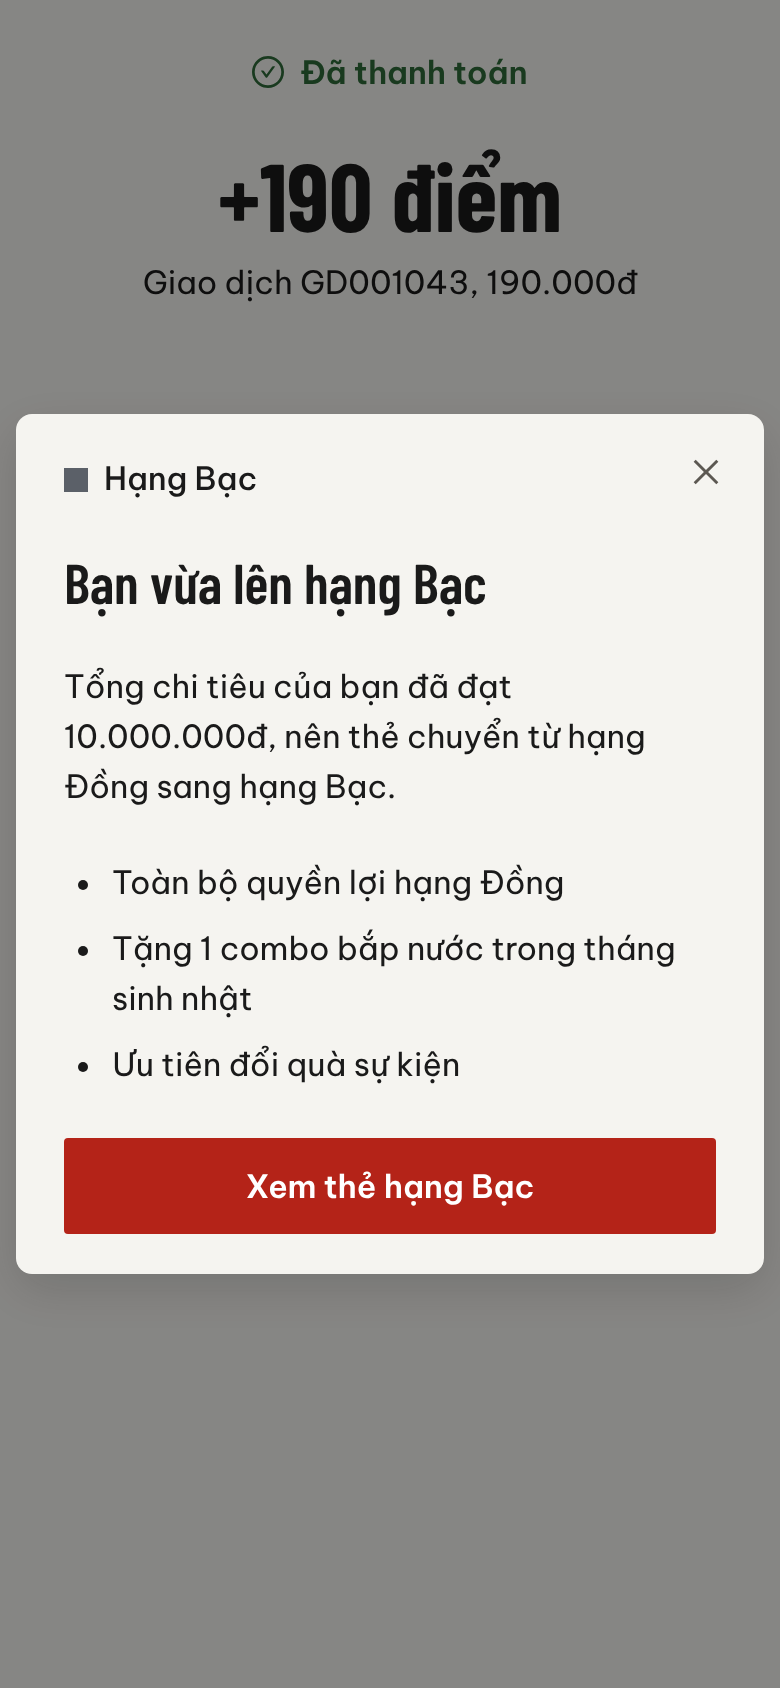 Đã thanh toán
+190 điểm
Giao dịch GD001043, 190.000đ
Hạng Bạc
Bạn vừa lên hạng Bạc
Tổng chi tiêu của bạn đã đạt
10.000.000đ, nên thẻ chuyển từ hạng
Đồng sang hạng Bạc.
• Toàn bộ quyền lợi hạng Đồng
• Tặng 1 combo bắp nước trong tháng
sinh nhật
• Ưu tiên đổi quà sự kiện
Xem thẻ hạng Bạc